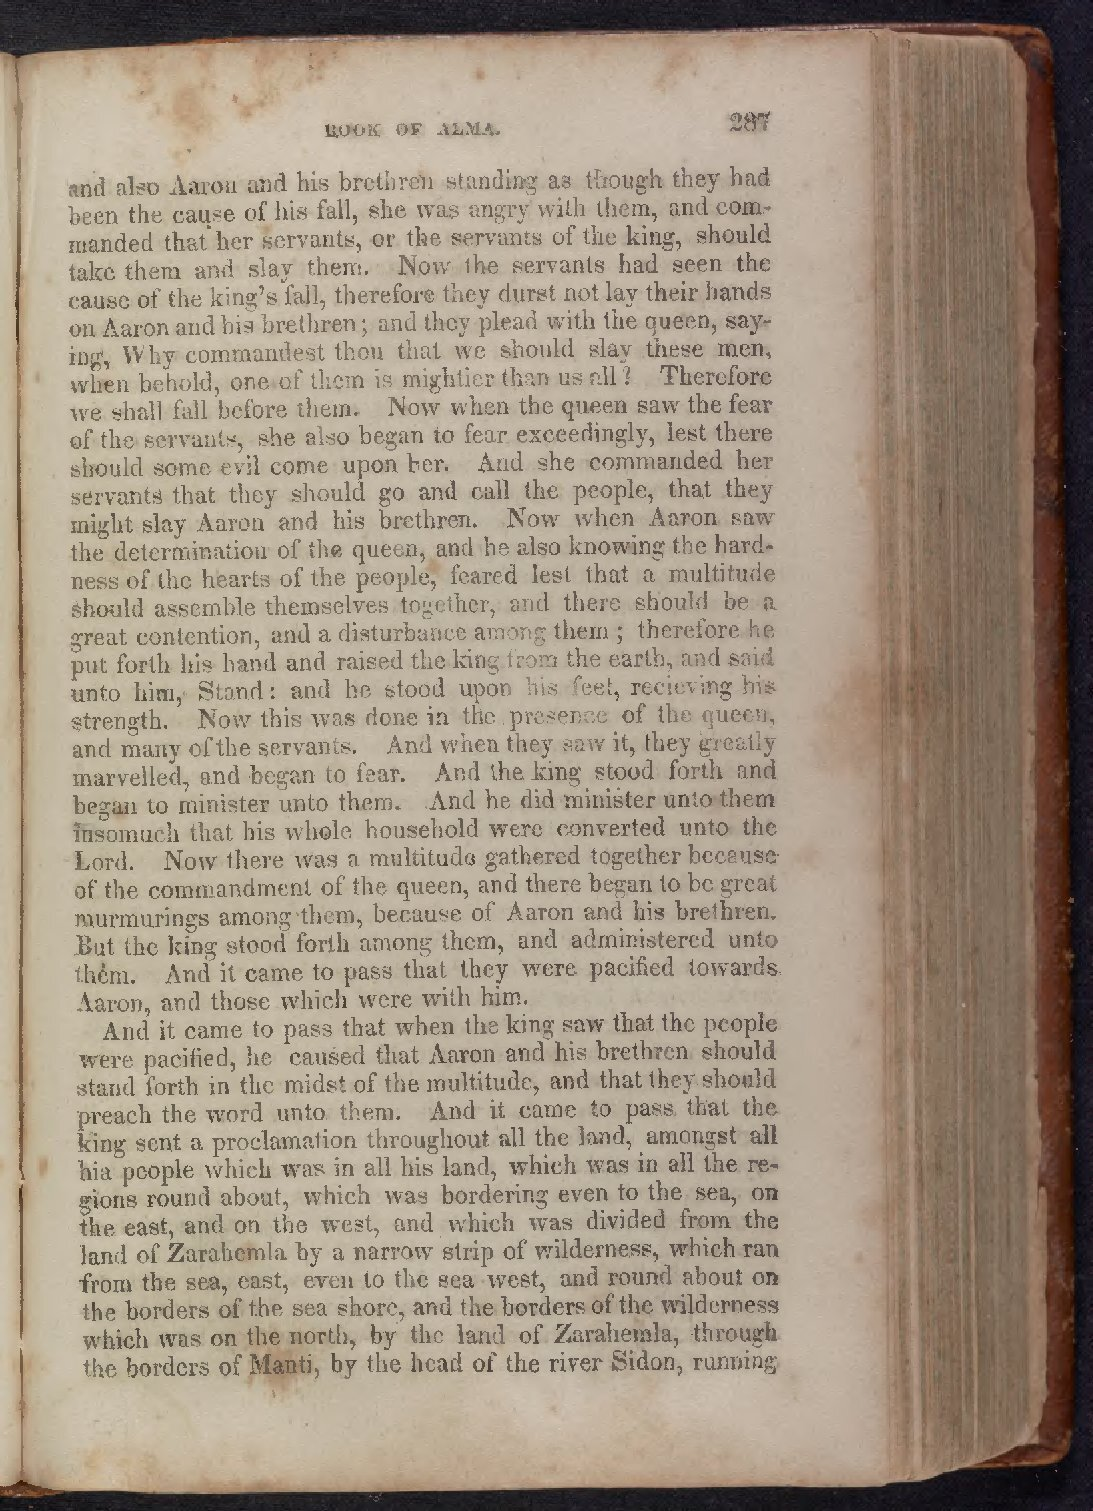 BOOK OF ALMA. 287
and also Aaron and his brethren standing as though they had
been the cause of his fall, she was angry with them, and com-
manded that her servants, or the servants of the king, should
take them and slay them. Now the servants had seen the
cause of the king's fall, therefore they durst not lay their hands
on Aaron and his brethren; and they plead with the queen, say-
ing, Why commandest thou that we should slay these men,
when behold, one of them is mightier than us all? Therefore
we shall fall before them. Now when the queen saw the fear
of the servants, she also began to fear exceedingly, lest there
should some evil come upon her. And she commanded her
servants that they should go and call the people, that they
might slay Aaron and his brethren. Now when Aaron saw
the determination of the queen, and he also knowing the hard-
ness of the hearts of the people, feared lest that a multitude
should assemble themselves together, and there should be a
great contention, and a disturbance among them; therefore he
put forth his hand and raised the king from the earth, and said
unto him, Stand: and he stood upon his feet, recieving his
strength. Now this was done in the presence of the queen,
and many of the servants. And when they saw it, they greatly
marvelled, and began to fear. And the king stood forth and
began to minister unto them. And he did minister unto them
insomuch that his whole household were converted unto the
Lord. Now there was a multitude gathered together because
of the commandment of the queen, and there began to be great
murmurings among them, because of Aaron and his brethren.
But the king stood forth among them, and administered unto
them. And it came to pass that they were pacified towards
Aaron, and those which were with him.
And it came to pass that when the king saw that the people
were pacified, he caused that Aaron and his brethren should
stand forth in the midst of the multitude, and that they should
preach the word unto them. And it came to pass that the
king sent a proclamation throughout all the land, amongst all
hia people which was in all his land, which was in all the re-
gions round about, which was bordering even to the sea, on
the east, and on the west, and which was divided from the
land of Zarahemla by a narrow strip of wilderness, which ran
from the sea, east, even to the sea west, and round about on
the borders of the sea shore, and the borders of the wilderness
which was on the north, by the land of Zarahemla, through
the borders of Manti, by the head of the river Sidon, running